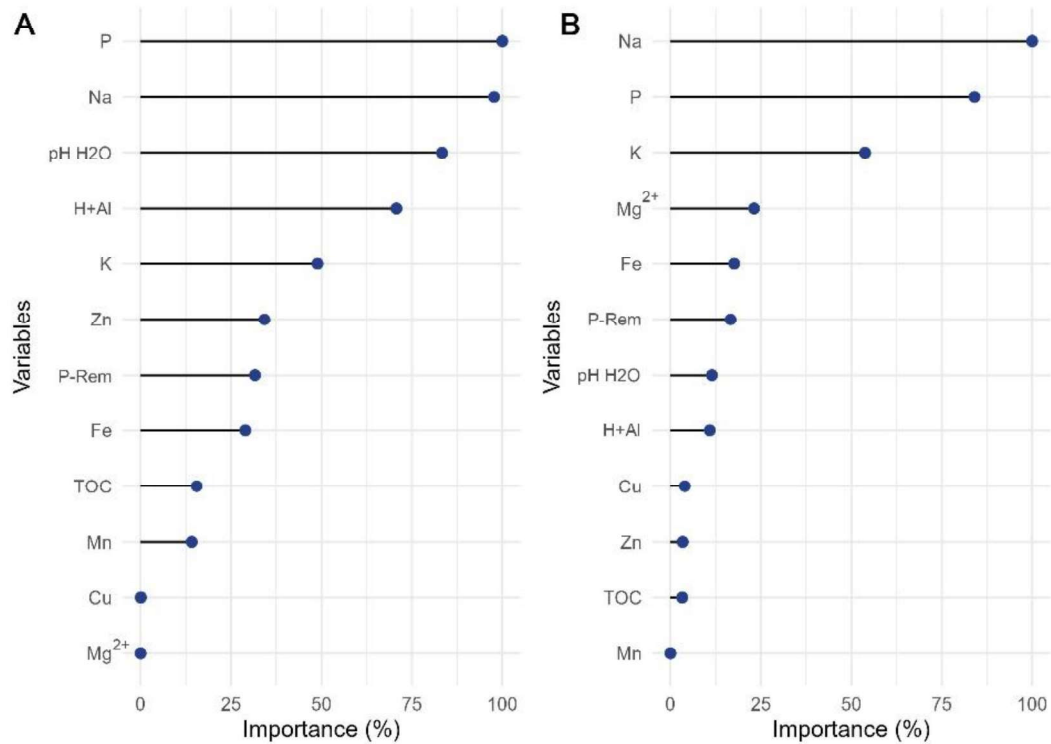 A
Variables
P
Na
pH H2O
H+Al
K
Zn
P-Rem
Fe
TOC
Mn
Cu
Mg2+
0 25 50 75 100
Importance (%)
B
Variables
Na
P
K
Mg2+
Fe
P-Rem
pH H2O
H+Al
Cu
Zn
TOC
Mn
0 25 50 75 100
Importance (%)